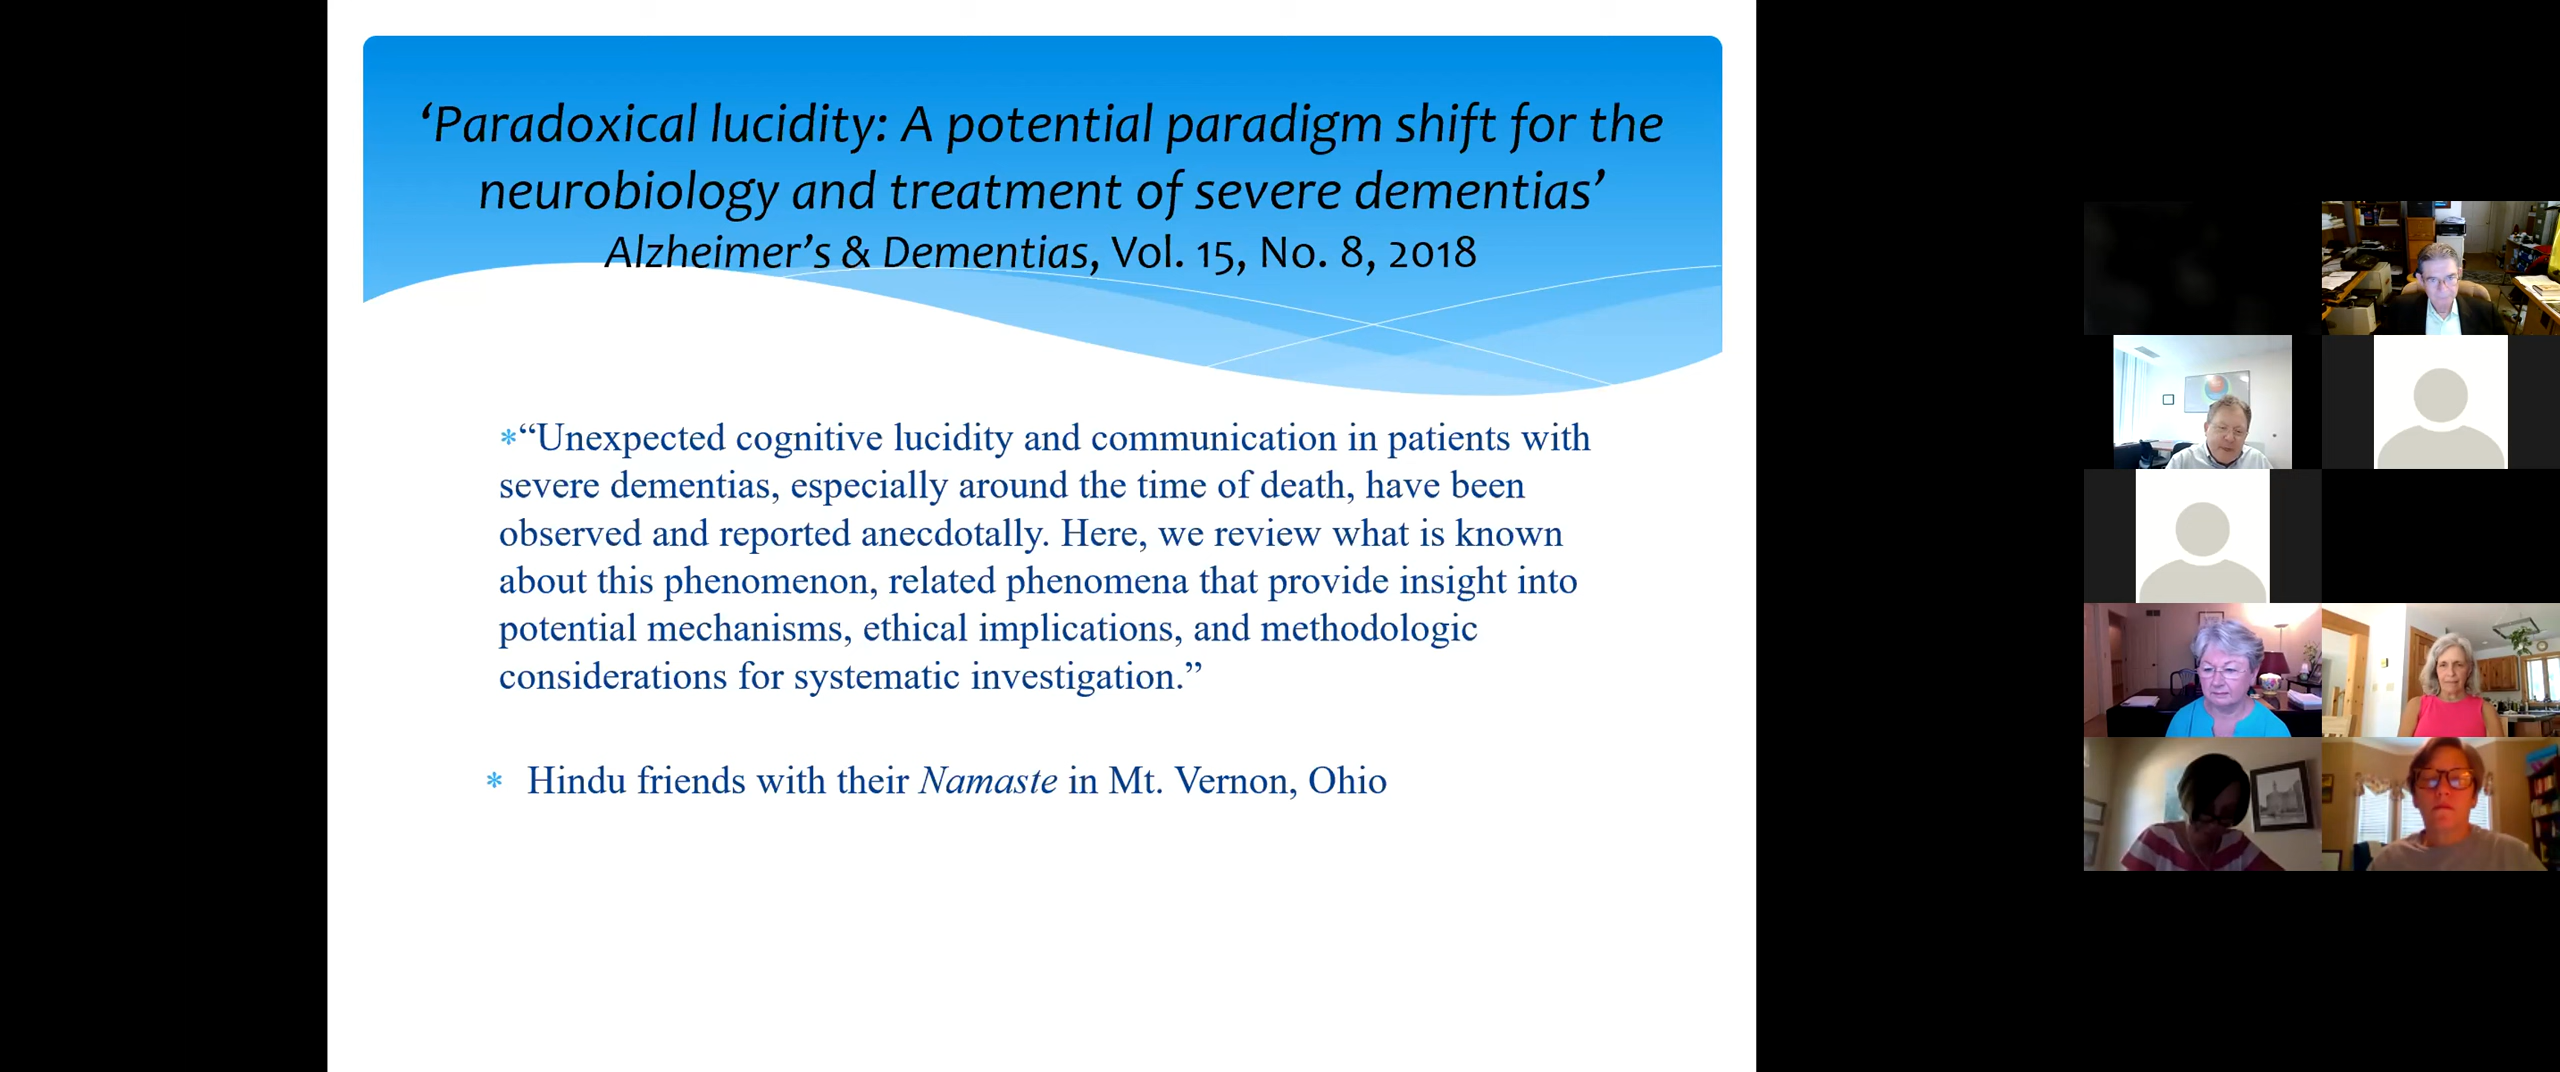 ‘Paradoxical lucidity: A potential paradigm shift for the
neurobiology and treatment of severe dementias’
Alzheimer’s & Dementias, Vol. 15, No. 8, 2018
*“Unexpected cognitive lucidity and communication in patients with
severe dementias, especially around the time of death, have been
observed and reported anecdotally. Here, we review what is known
about this phenomenon, related phenomena that provide insight into
potential mechanisms, ethical implications, and methodologic
considerations for systematic investigation.”
* Hindu friends with their Namaste in Mt. Vernon, Ohio